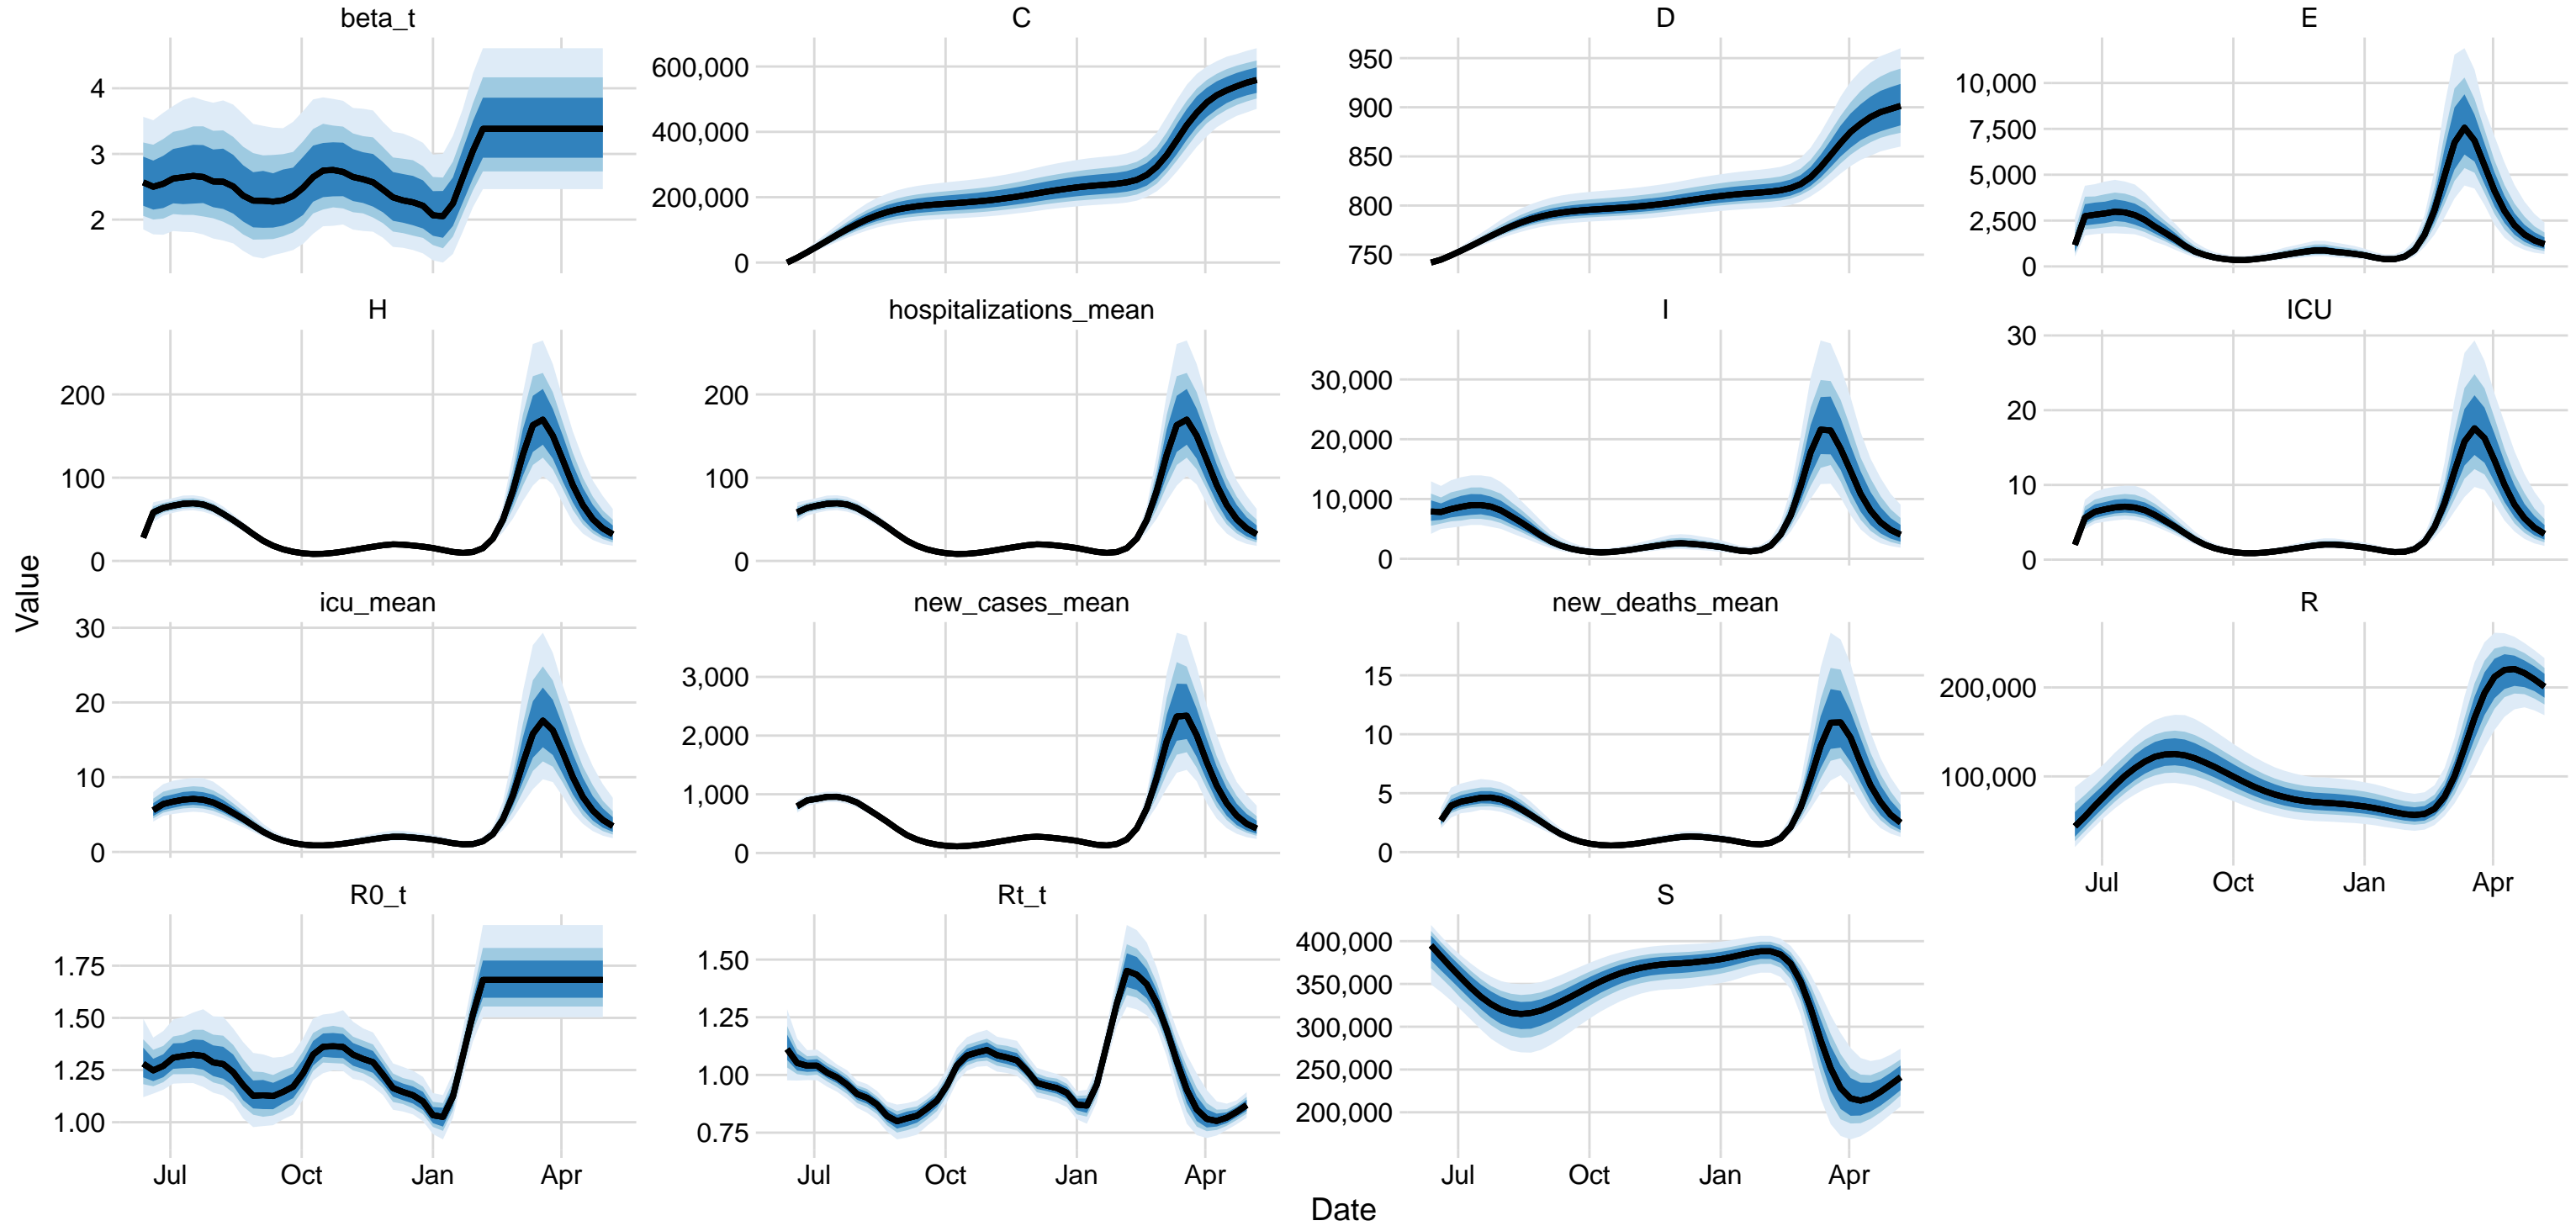 beta_t
4
3
2
C
600,000
400,000
200,000
0
D
950
900
850
800
750
E
10,000
7,500
5,000
2,500
0
H
200
100
0
hospitalizations_mean
200
100
0
I
30,000
20,000
10,000
0
ICU
30
20
10
0
Value
icu_mean
30
20
10
0
new_cases_mean
3,000
2,000
1,000
0
new_deaths_mean
15
10
5
0
R
200,000
100,000
Jul Oct Jan Apr
R0_t
1.75
1.50
1.25
1.00
Jul Oct Jan Apr
Rt_t
1.50
1.25
1.00
0.75
Jul Oct Jan Apr
S
400,000
350,000
300,000
250,000
200,000
Jul Oct Jan Apr
Date